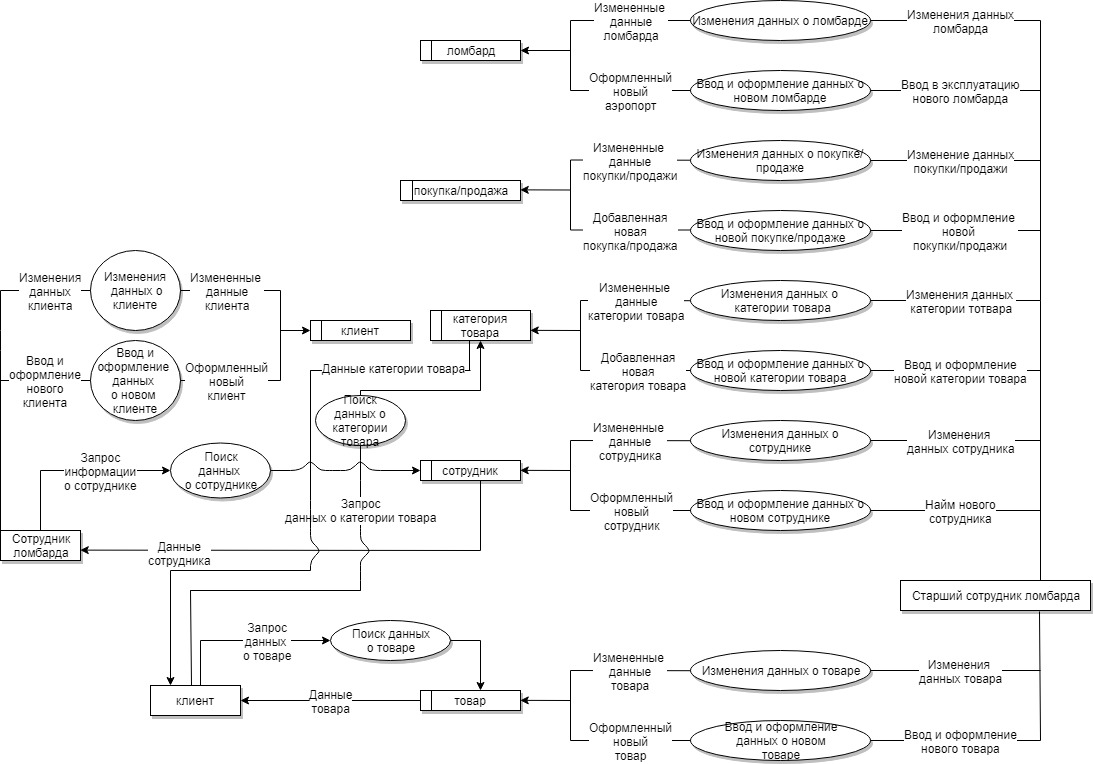 Измененные
данные
ломбарда
Изменения данных о ломбарде
Изменения данных
ломбарда
ломбард
Оформленный
новый
аэропорт
Ввод и оформление данных о
новом ломбарде
Ввод в эксплуатацию
нового ломбарда
Измененные
данные
покупки/продажи
Изменения данных о покупке/
продаже
Изменение данных
покупки/продажи
покупка/продажа
Добавленная
новая
покупка/продажа
Ввод и оформление данных о
новой покупке/продаже
Ввод и оформление
новой
покупки/продажи
Изменения
данных
клиента
Изменения
данных о
клиенте
Измененные
данные
клиента
клиент
Ввод и
оформление
нового
клиента
Ввод и
оформление
данных
о новом
клиенте
Оформленный
новый
клиент
категория
товара
Измененные
данные
категории товара
Изменения данных о
категории товара
Изменения данных
категории тотвара
Данные категории товара
Добавленная
новая
категория товара
Ввод и оформление данных о
новой категории товара
Ввод и оформление
новой категории товара
Поиск
данных о
категории
товара
Запрос
информации
о сотруднике
Поиск
данных
о сотруднике
сотрудник
Измененные
данные
сотрудника
Изменения данных о
сотруднике
Изменения
данных сотрудника
Запрос
данных о категории товара
Оформленный
новый
сотрудник
Ввод и оформление данных о
новом сотруднике
Найм нового
сотрудника
Сотрудник
ломбарда
Данные
сотрудника
Старший сотрудник ломбарда
Запрос
данных
о товаре
Поиск данных
о товаре
Измененные
данные
товара
Изменения данных о товаре
Изменения
данных товара
клиент
Данные
товара
товар
Оформленный
новый
товар
Ввод и оформление
данных о новом
товаре
Ввод и оформление
нового товара